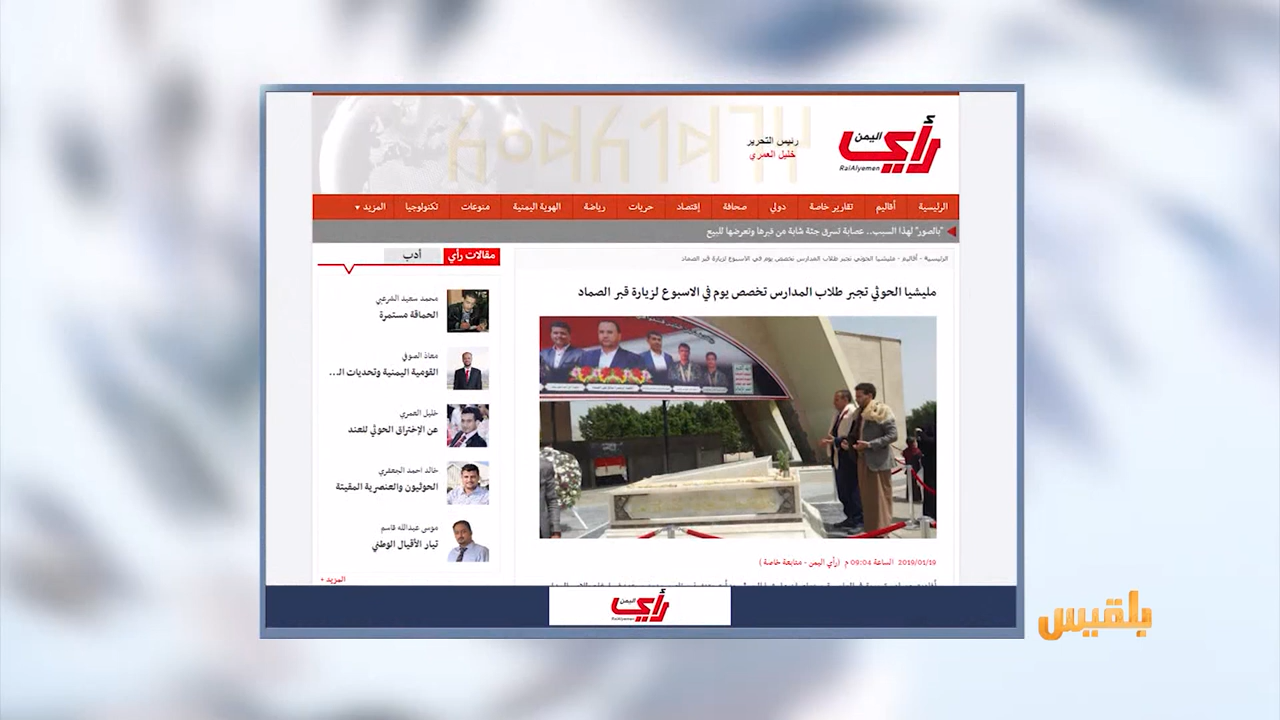 رأي
اليمن
RaiAlyemen
رئيس التحرير
خليل العمري
الرئيسية أقاليم تقارير خاصة دولي صحافة إقتصاد حريات رياضة الهوية اليمنية منوعات تكنولوجيا المزيد
"بالصور" لهذا السبب.. عصابة تسرق جثة شابة من قبرها وتعرضها للبيع
الرئيسية - أقاليم - مليشيا الحوثي تجبر طلاب المدارس تخصص يوم في الاسبوع لزيارة قبر الصماد
مليشيا الحوثي تجبر طلاب المدارس تخصص يوم في الاسبوع لزيارة قبر الصماد
2019/01/19 الساعة 09:04 م (رأي اليمن - متابعة خاصة )
مقالات رأي أدب
محمد سعيد الشرعبي
الحماقة مستمرة
معاذ الصوفي
القومية اليمنية وتحديات الـ...
خليل العمري
عن الإختراق الحوثي للعند
خالد احمد الجعفري
الحوثيون والعنصرية المقيتة
موسى عبدالله قاسم
تيار الأقيال الوطني
المزيد
رأي
اليمن
RaiAlyemen
بلقيس